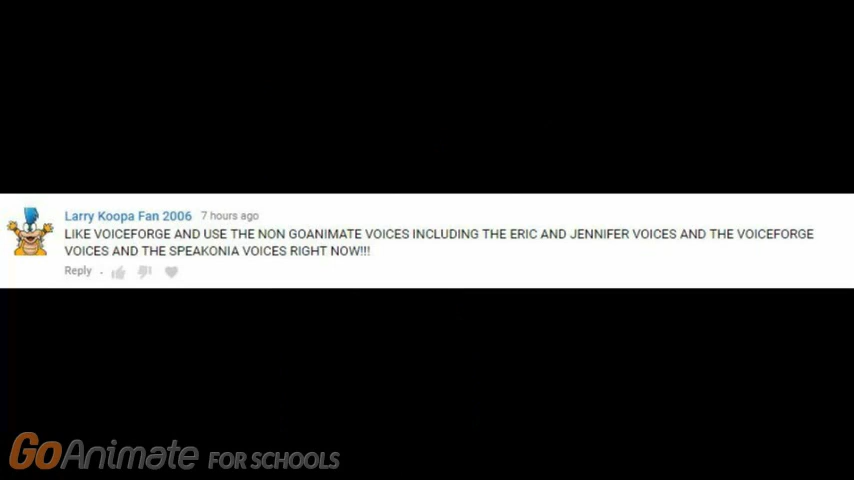 Larry Koopa Fan 2006 7 hours ago
LIKE VOICEFORGE AND USE THE NON GOANIMATE VOICES INCLUDING THE ERIC AND JENNIFER VOICES AND THE VOICEFORGE
VOICES AND THE SPEAKONIA VOICES RIGHT NOW!!!
Reply .
GoAnimate FOR SCHOOLS